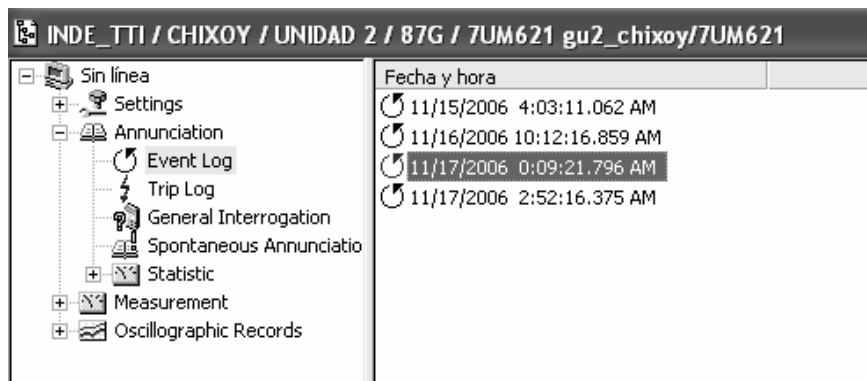 INDE_TTI / CHIXOY / UNIDAD 2 / 87G / 7UM621 gu2_chixoy/7UM621
Sin línea
Settings
Annunciation
Event Log
Trip Log
General Interrogation
Spontaneous Annunciatio
Statistic
Measurement
Oscillographic Records
Fecha y hora
11/15/2006 4:03:11.062 AM
11/16/2006 10:12:16.859 AM
11/17/2006 0:09:21.796 AM
11/17/2006 2:52:16.375 AM